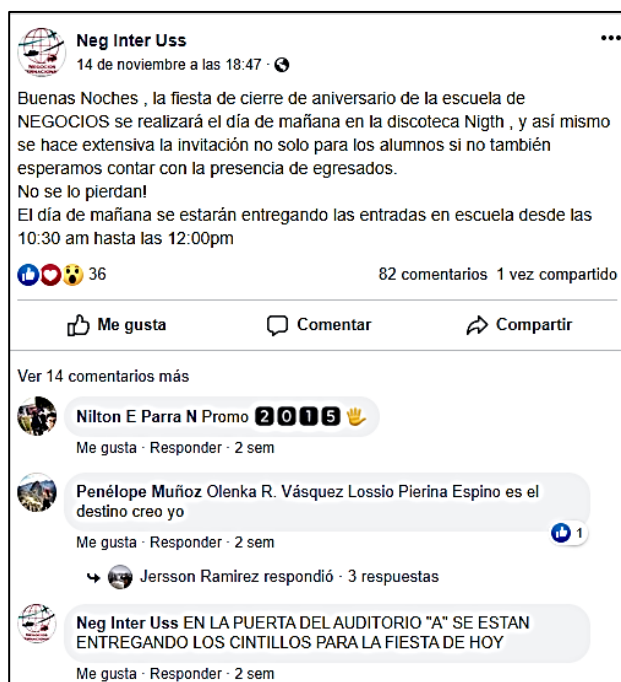 Neg Inter Uss
14 de noviembre a las 18:47 ·
Buenas Noches , la fiesta de cierre de aniversario de la escuela de
NEGOCIOS se realizará el día de mañana en la discoteca Nigth , y así mismo
se hace extensiva la invitación no solo para los alumnos si no también
esperamos contar con la presencia de egresados.
No se lo pierdan!
El día de mañana se estarán entregando las entradas en escuela desde las
10:30 am hasta las 12:00pm
36
82 comentarios 1 vez compartido
Me gusta
Comentar
Compartir
Ver 14 comentarios más
Nilton E Parra N Promo 2 0 1 5 🖐
Me gusta · Responder · 2 sem
Penélope Muñoz Olenka R. Vásquez Lossio Pierina Espino es el
destino creo yo
1
Me gusta · Responder · 2 sem
Jersson Ramirez respondió · 3 respuestas
Neg Inter Uss EN LA PUERTA DEL AUDITORIO "A" SE ESTAN
ENTREGANDO LOS CINTILLOS PARA LA FIESTA DE HOY
Me gusta · Responder · 2 sem